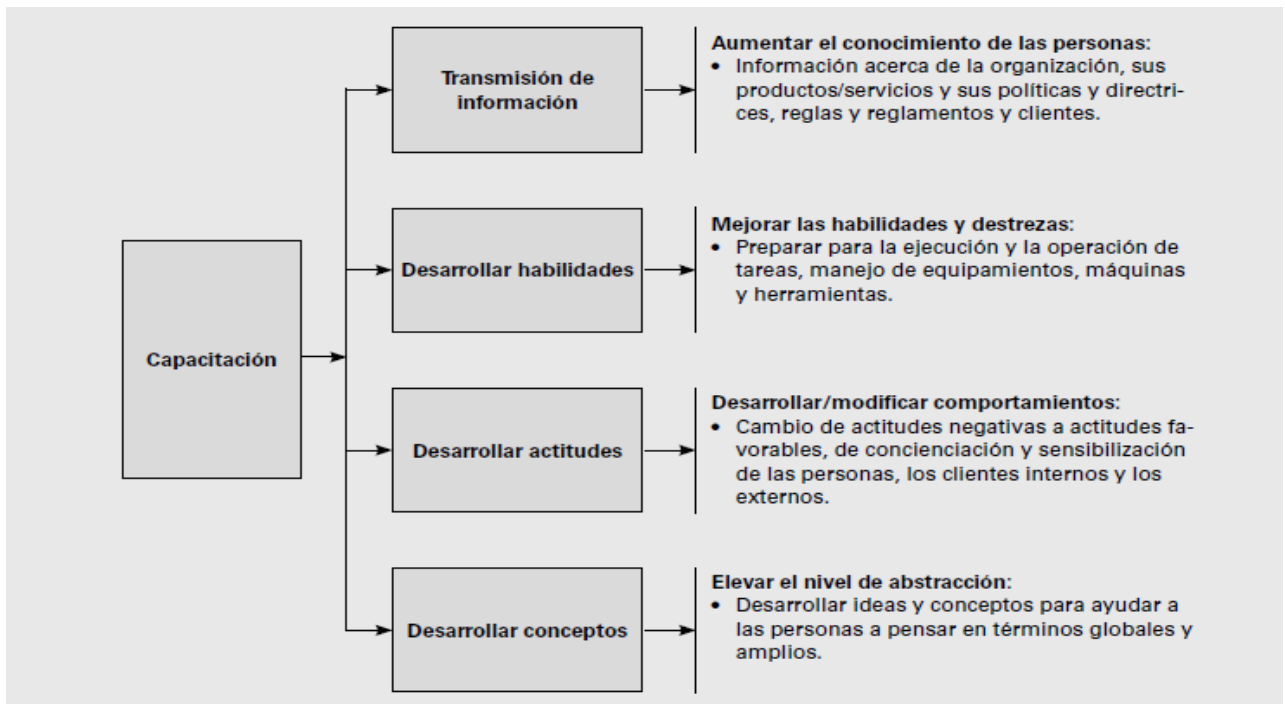 Capacitación
Transmisión de
información
Aumentar el conocimiento de las personas:
• Información acerca de la organización, sus
productos/servicios y sus políticas y directri-
ces, reglas y reglamentos y clientes.
Desarrollar habilidades
Mejorar las habilidades y destrezas:
• Preparar para la ejecución y la operación de
tareas, manejo de equipamientos, máquinas
y herramientas.
Desarrollar actitudes
Desarrollar/modificar comportamientos:
• Cambio de actitudes negativas a actitudes fa-
vorables, de concienciación y sensibilización
de las personas, los clientes internos y los
externos.
Desarrollar conceptos
Elevar el nivel de abstracción:
• Desarrollar ideas y conceptos para ayudar a
las personas a pensar en términos globales y
amplios.